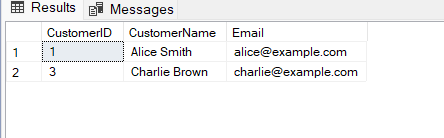 Results Messages
CustomerID CustomerName Email
1 1 Alice Smith alice@example.com
2 3 Charlie Brown charlie@example.com